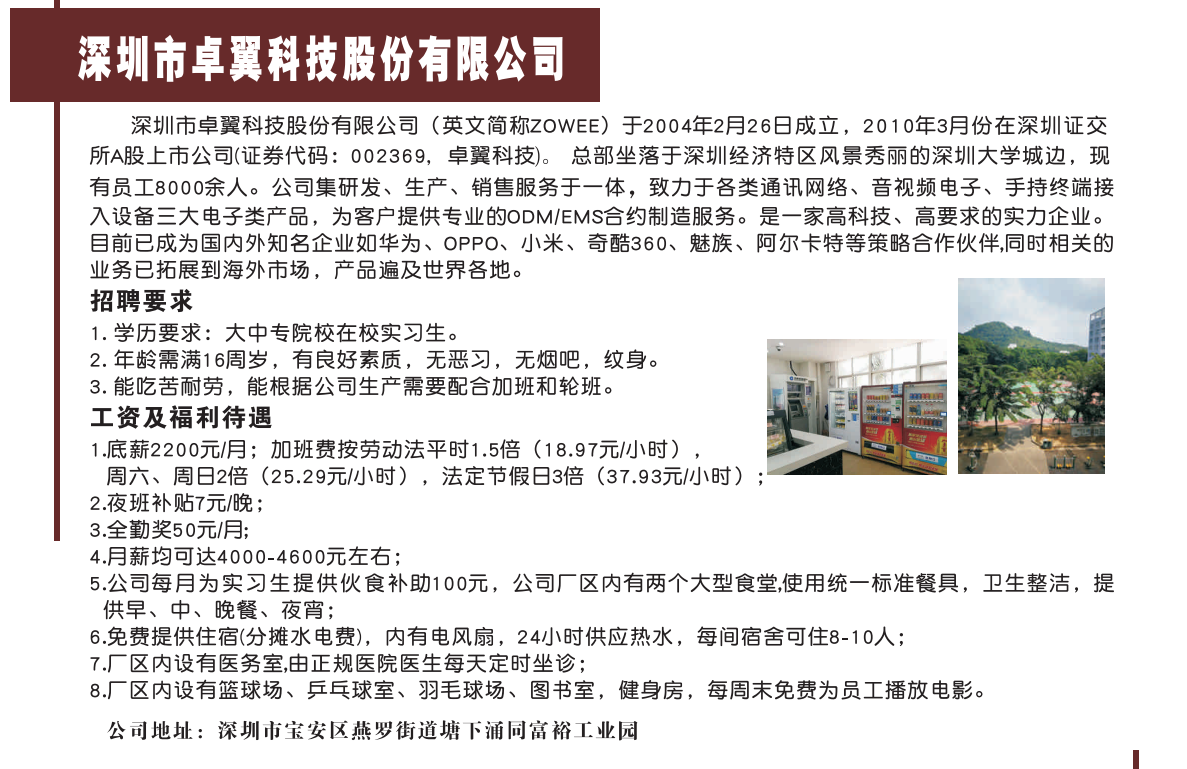 深圳市卓翼科技股份有限公司
深圳市卓翼科技股份有限公司（英文简称ZOWEE）于2004年2月26日成立，2010年3月份在深圳证交
所A股上市公司(证券代码：002369，卓翼科技)。 总部坐落于深圳经济特区风景秀丽的深圳大学城边，现
有员工8000余人。公司集研发、生产、销售服务于一体，致力于各类通讯网络、音视频电子、手持终端接
入设备三大电子类产品，为客户提供专业的ODM/EMS合约制造服务。是一家高科技、高要求的实力企业。
目前已成为国内外知名企业如华为、OPPO、小米、奇酷360、魅族、阿尔卡特等策略合作伙伴,同时相关的
业务已拓展到海外市场，产品遍及世界各地。
招聘要求
1. 学历要求：大中专院校在校实习生。
2. 年龄需满16周岁，有良好素质，无恶习，无烟吧，纹身。
3. 能吃苦耐劳，能根据公司生产需要配合加班和轮班。
工资及福利待遇
1.底薪2200元/月；加班费按劳动法平时1.5倍（18.97元/小时），
周六、周日2倍（25.29元/小时），法定节假日3倍（37.93元/小时）；
2.夜班补贴7元/晚；
3.全勤奖50元/月;
4.月薪均可达4000-4600元左右；
5.公司每月为实习生提供伙食补助100元，公司厂区内有两个大型食堂,使用统一标准餐具，卫生整洁，提
供早、中、晚餐、夜宵；
6.免费提供住宿(分摊水电费)，内有电风扇，24小时供应热水，每间宿舍可住8-10人；
7.厂区内设有医务室,由正规医院医生每天定时坐诊；
8.厂区内设有篮球场、乒乓球室、羽毛球场、图书室，健身房，每周末免费为员工播放电影。
公司地址：深圳市宝安区燕罗街道塘下涌同富裕工业园